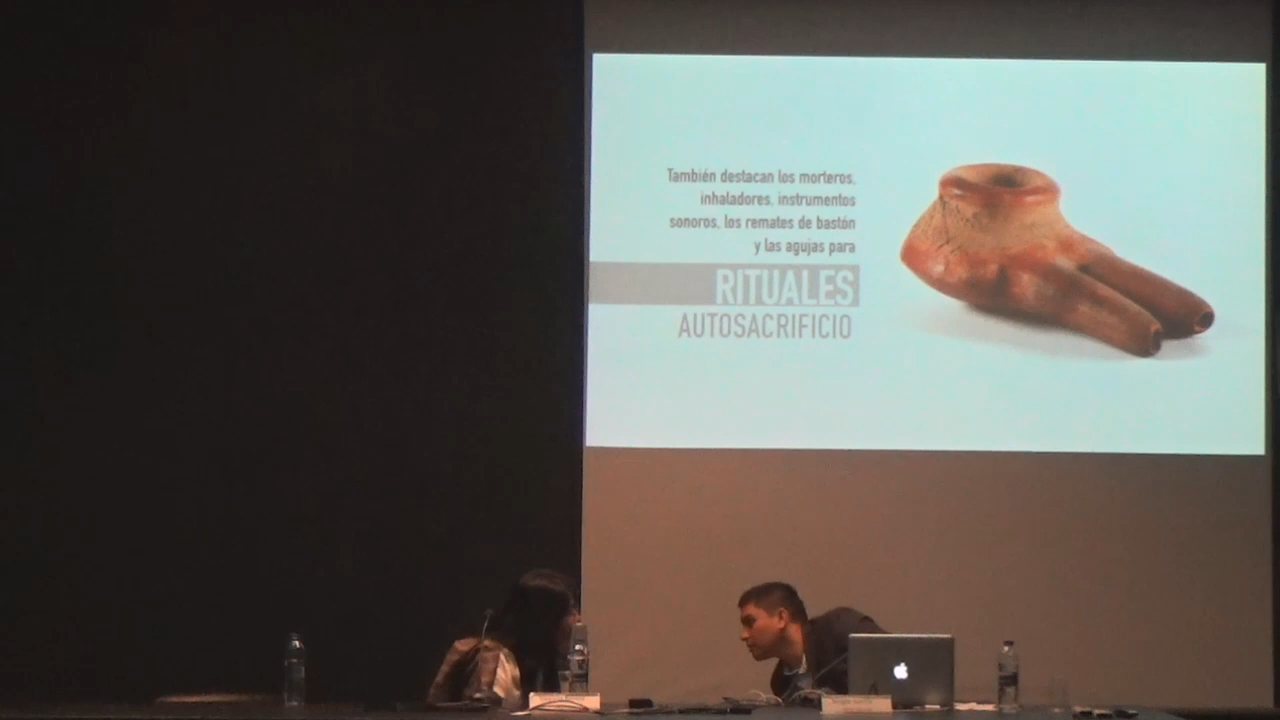 También destacan los morteros,
inhaladores, instrumentos
sonoros, los remates de bastón
y las agujas para
RITUALES
AUTOSACRIFICIO